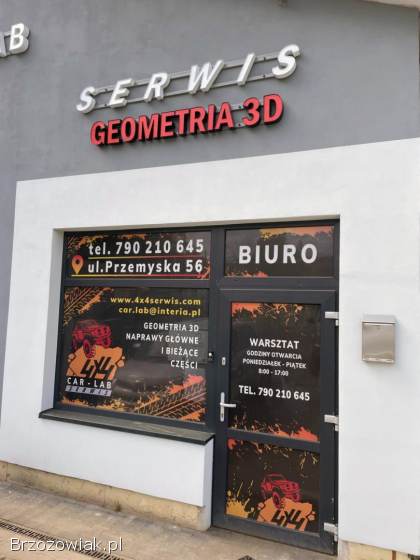 AB
SERWIS
GEOMETRIA 3D
tel. 790 210 645
ul.Przemyska 56
BIURO
www.4x4serwis.com
car.lab@interia.pl
GEOMETRIA 3D
NAPRAWY GŁÓWNE
I BIEŻĄCE
CZĘŚCI
4X4
CAR-LAB
SERWIS
WARSZTAT
GODZINY OTWARCIA
PONIEDZIAŁEK - PIĄTEK
8:00 - 17:00
TEL. 790 210 645
4X4
Brzozowiak.pl